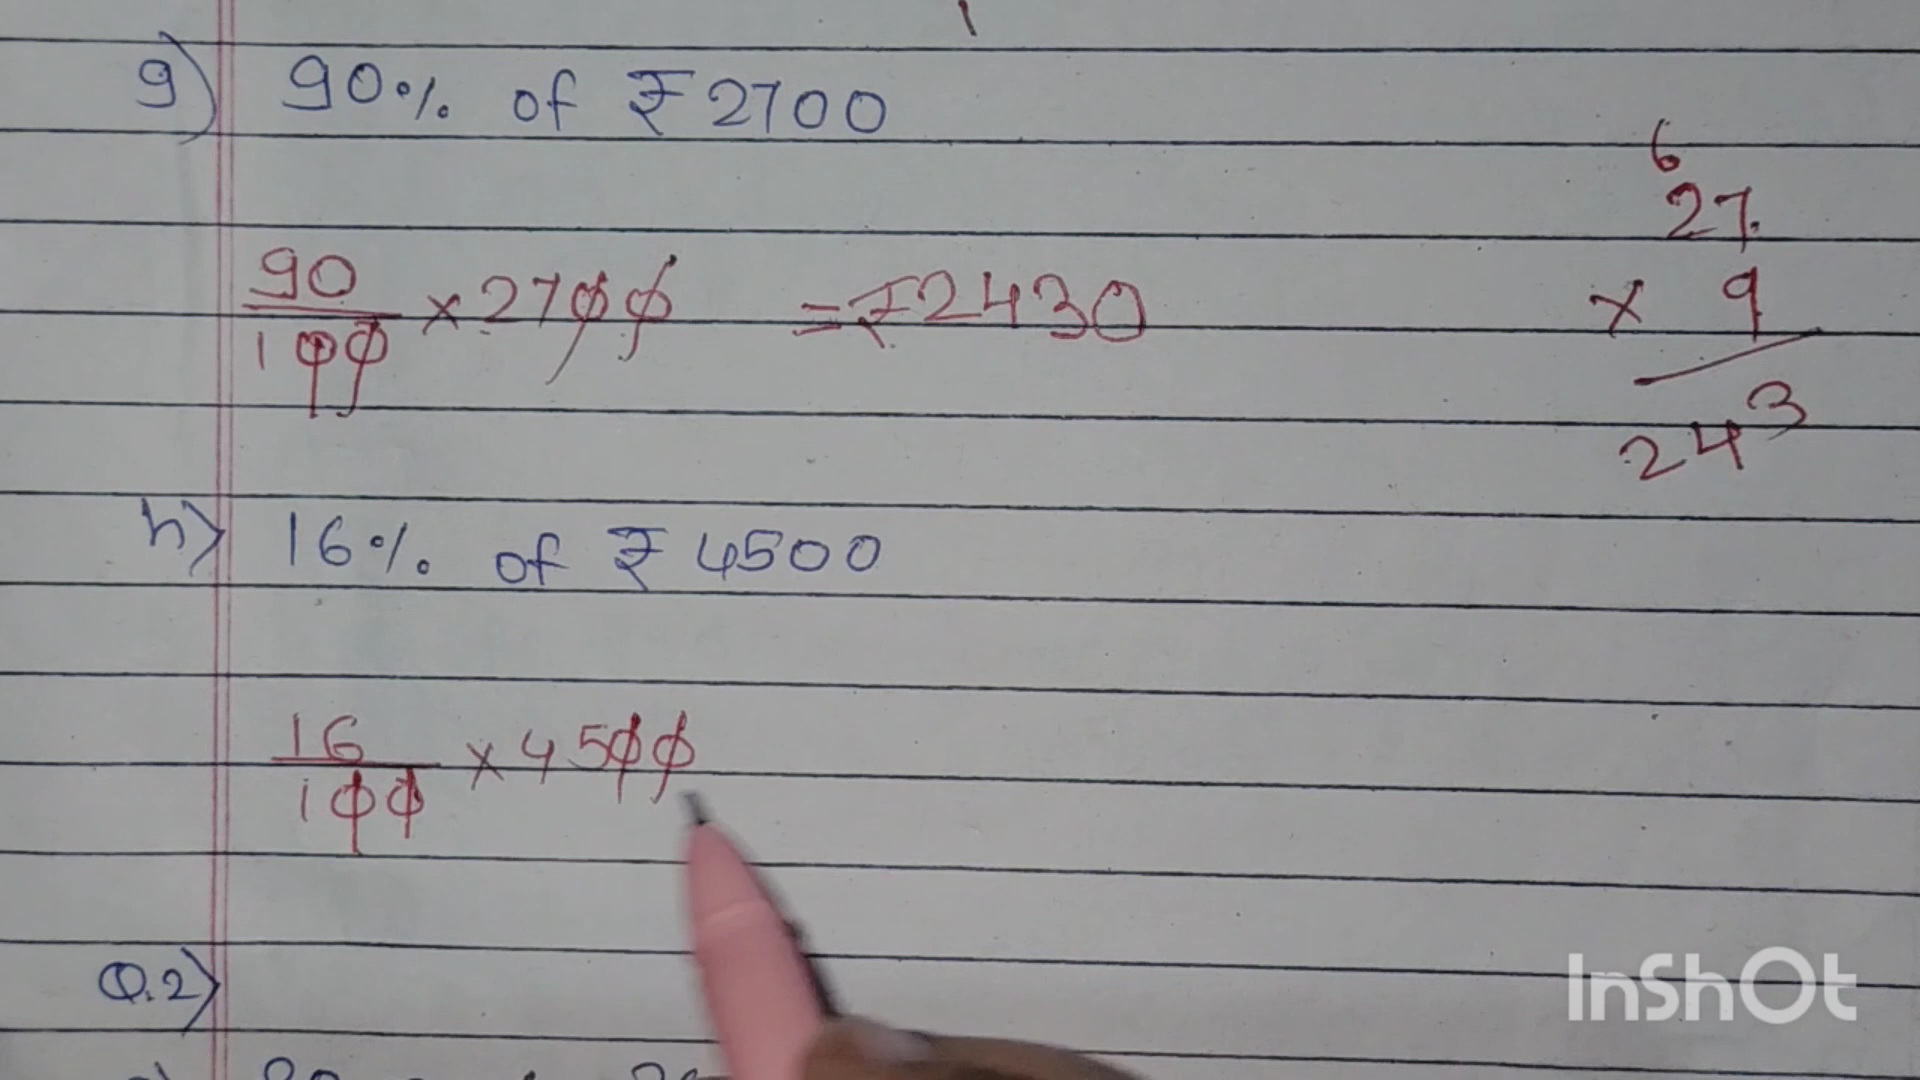 g) 90% of ₹ 2700
90/100 × 2700 = ₹2430
6
27
× 9
243
h) 16% of ₹ 4500
16/100 × 4500
Q.2)
InShOt